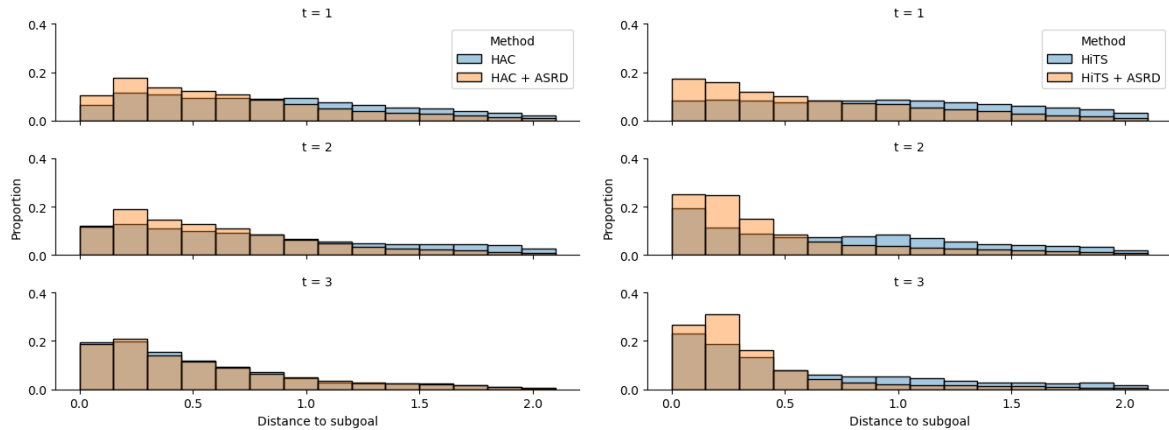 t = 1
0.4
0.2
0.0
Method
HAC
HAC + ASRD
t = 2
Proportion
0.4
0.2
0.0
t = 3
0.4
0.2
0.0
0.0 0.5 1.0 1.5 2.0
Distance to subgoal
t = 1
0.4
0.2
0.0
Method
HiTS
HiTS + ASRD
t = 2
Proportion
0.4
0.2
0.0
t = 3
0.4
0.2
0.0
0.0 0.5 1.0 1.5 2.0
Distance to subgoal